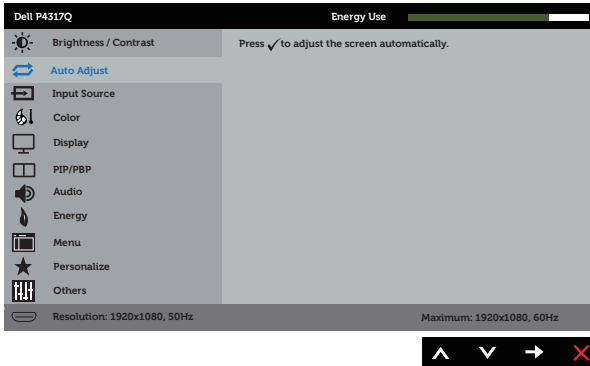 Dell P4317Q
Energy Use
Brightness / Contrast
Press ✓ to adjust the screen automatically.
Auto Adjust
Input Source
Color
Display
PIP/PBP
Audio
Energy
Menu
Personalize
Others
Resolution: 1920x1080, 50Hz
Maximum: 1920x1080, 60Hz